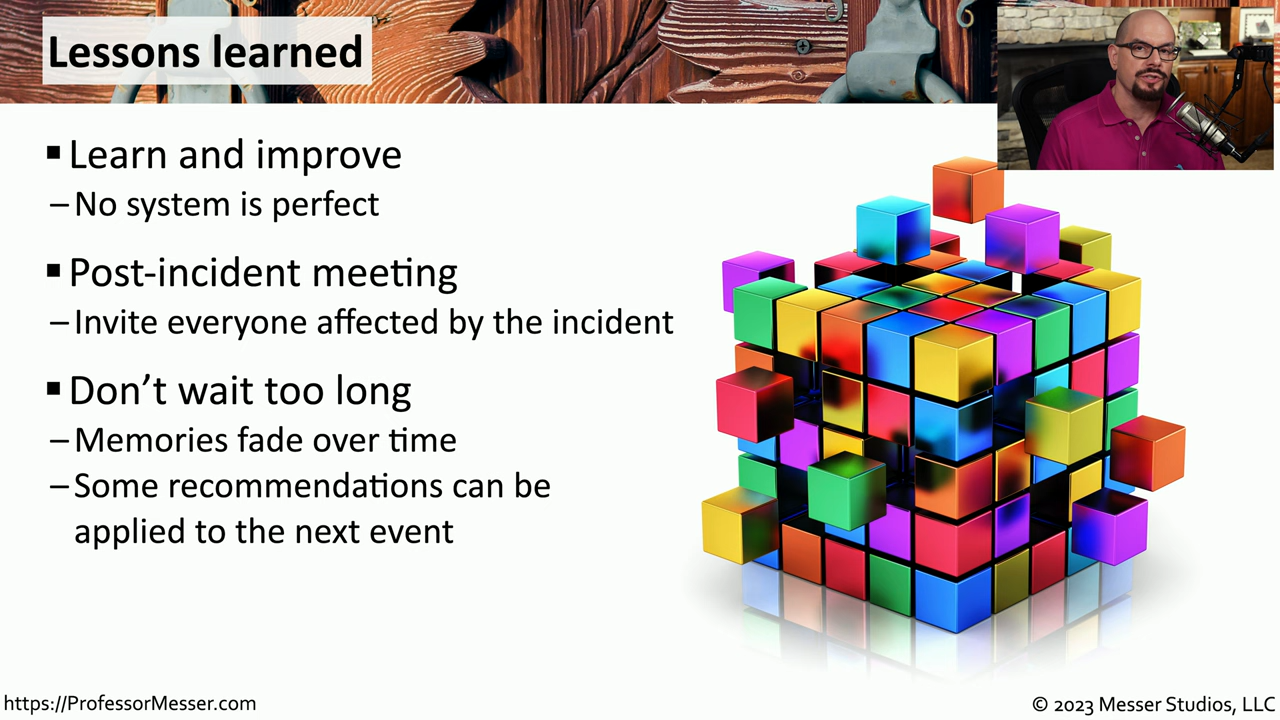 Lessons learned
▪ Learn and improve
– No system is perfect
▪ Post-incident meeting
– Invite everyone affected by the incident
▪ Don’t wait too long
– Memories fade over time
– Some recommendations can be
applied to the next event
https://ProfessorMesser.com
© 2023 Messer Studios, LLC